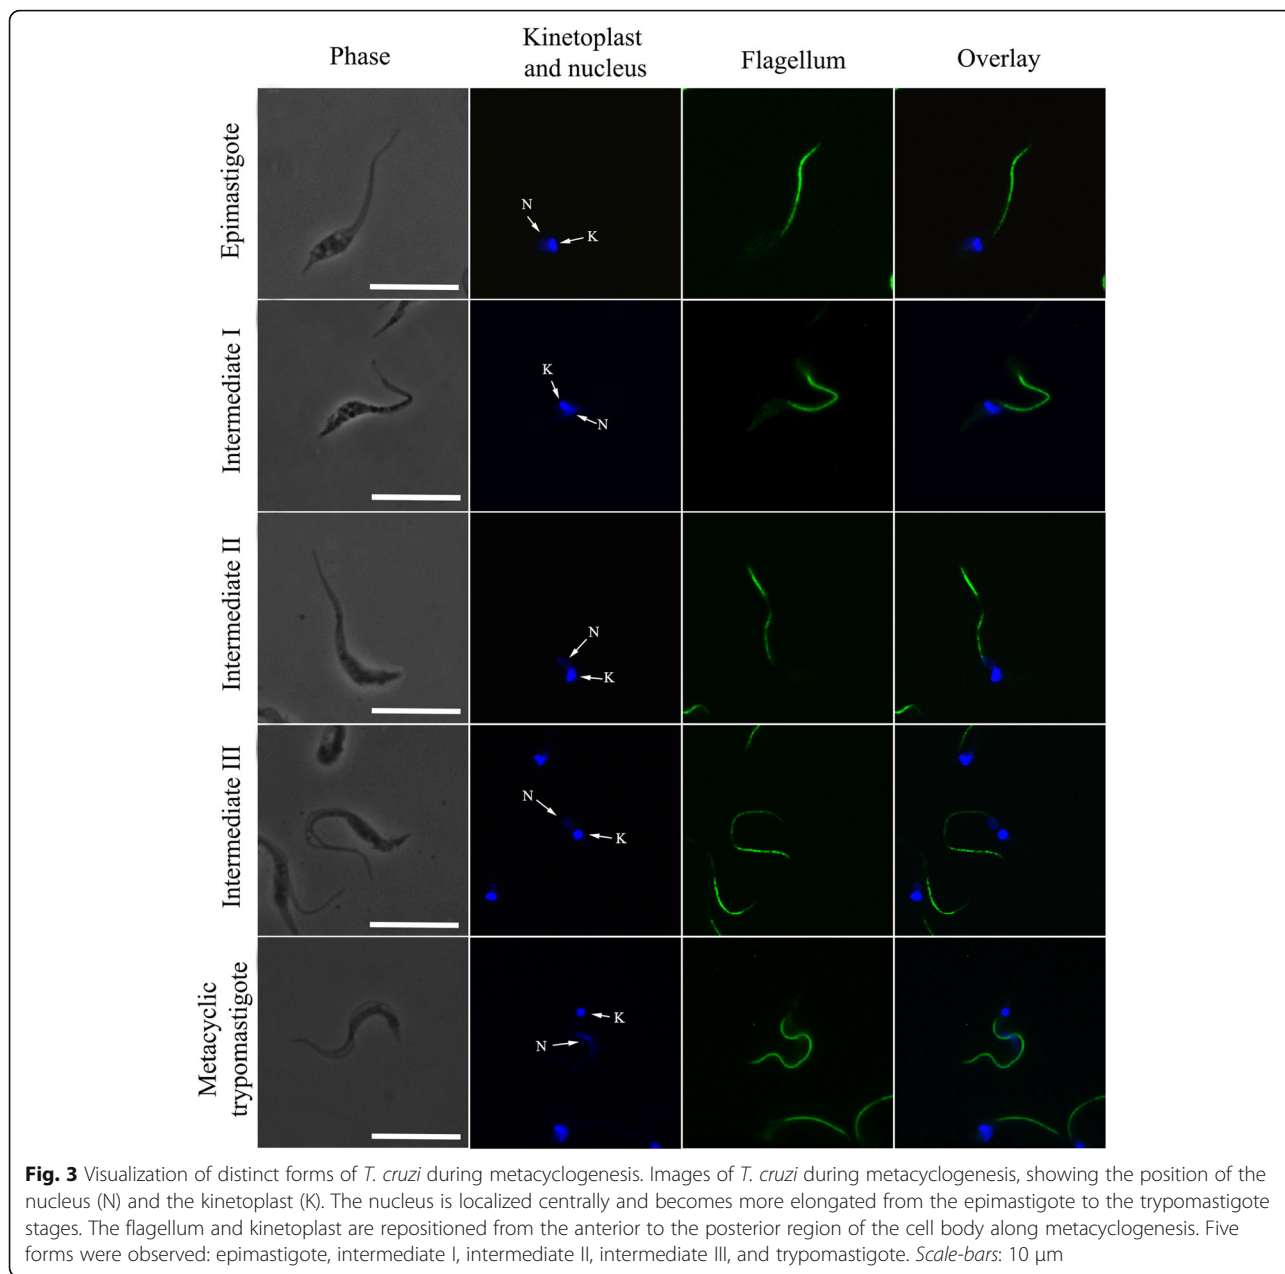 Phase
Kinetoplast
and nucleus
Flagellum
Overlay
Epimastigote
N
K
Intermediate I
K
N
Intermediate II
N
K
Intermediate III
N
K
Metacyclic
trypomastigote
K
N
Fig. 3 Visualization of distinct forms of T. cruzi during metacyclogenesis. Images of T. cruzi during metacyclogenesis, showing the position of the
nucleus (N) and the kinetoplast (K). The nucleus is localized centrally and becomes more elongated from the epimastigote to the trypomastigote
stages. The flagellum and kinetoplast are repositioned from the anterior to the posterior region of the cell body along metacyclogenesis. Five
forms were observed: epimastigote, intermediate I, intermediate II, intermediate III, and trypomastigote. Scale-bars: 10 μm